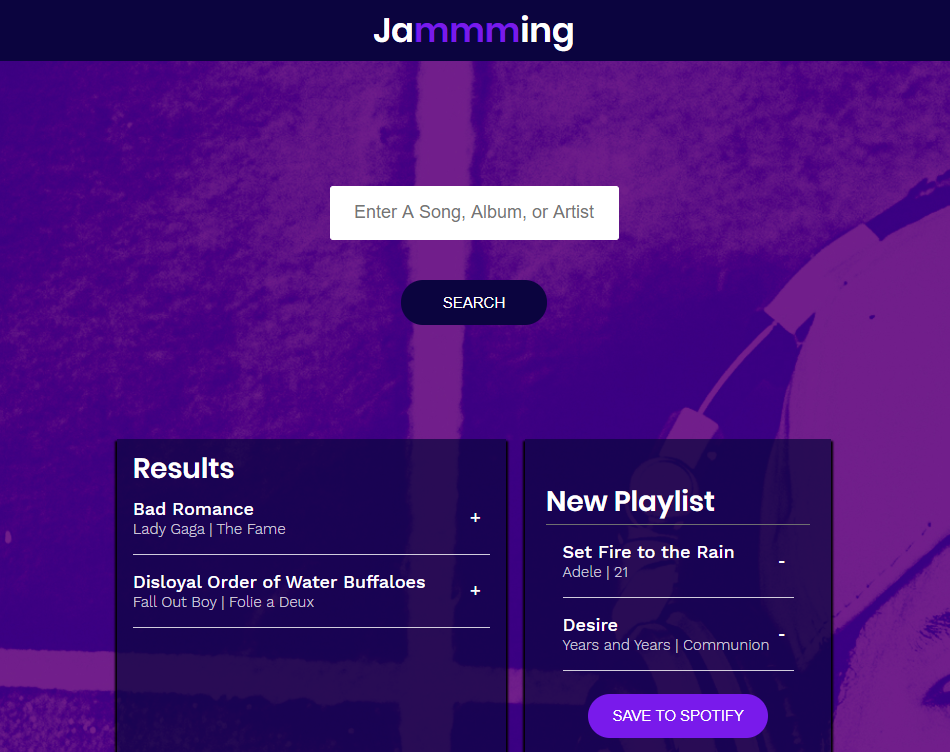 Jammming
Enter A Song, Album, or Artist
SEARCH
Results
Bad Romance
Lady Gaga | The Fame
+
Disloyal Order of Water Buffaloes
Fall Out Boy | Folie a Deux
+
New Playlist
Set Fire to the Rain
Adele | 21
-
Desire
Years and Years | Communion
-
SAVE TO SPOTIFY